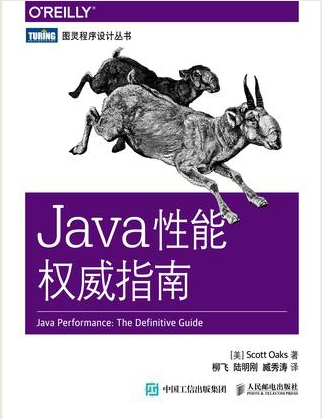 O'REILLY®
TURING 图灵程序设计丛书
Java性能
权威指南
Java Performance: The Definitive Guide
[美] Scott Oaks 著
柳飞 陆明刚 臧秀涛 译
中国工信出版集团 人民邮电出版社
POSTS & TELECOM PRESS